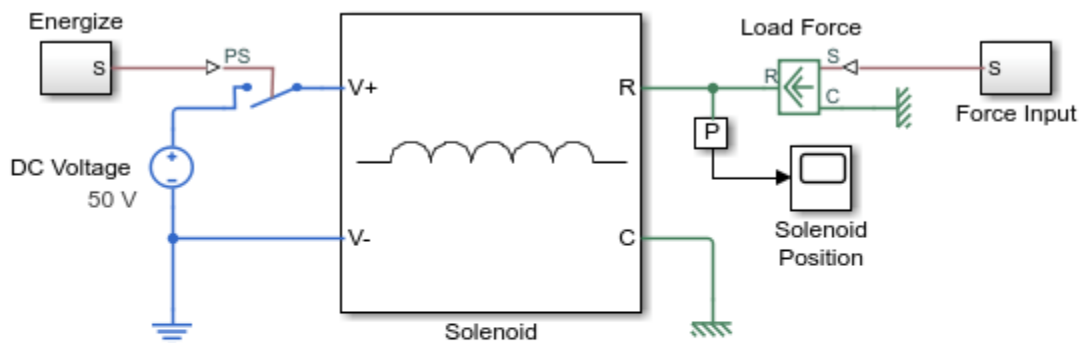 Energize
S
PS
DC Voltage
50 V
V+
V-
R
C
Solenoid
P
Load Force
R
S
C
S
Force Input
Solenoid
Position